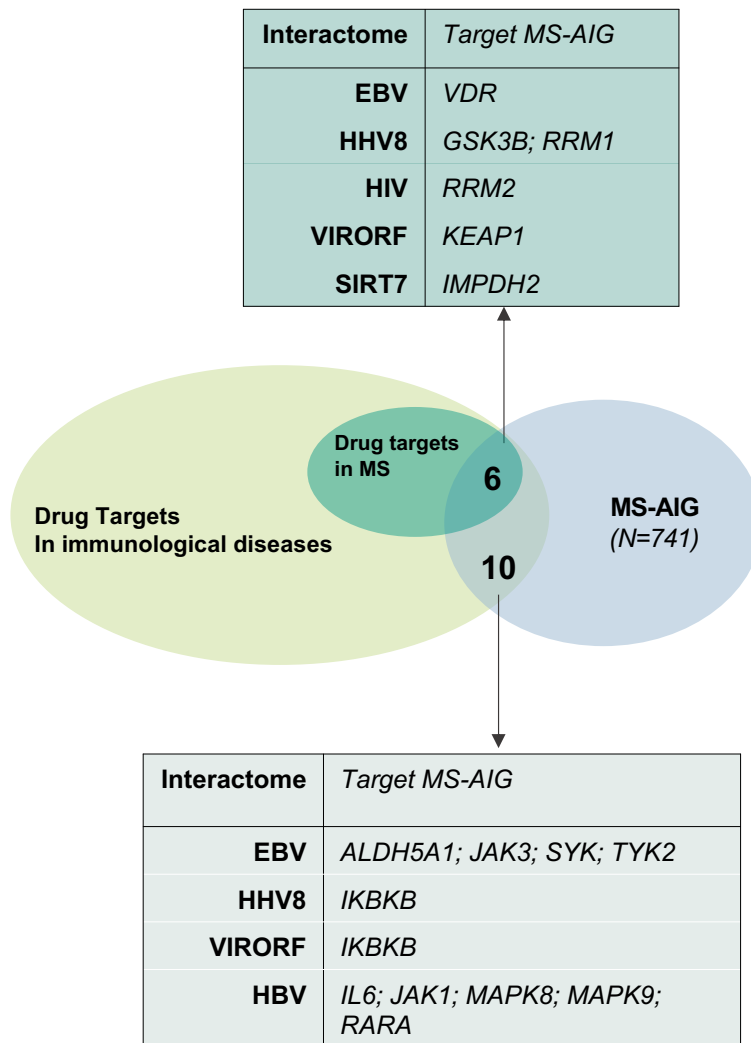 Interactome Target MS-AIG
EBV VDR
HHV8 GSK3B; RRM1
HIV RRM2
VIRORF KEAP1
SIRT7 IMPDH2
Drug targets
in MS
6
Drug Targets
In immunological diseases
MS-AIG
(N=741)
10
Interactome Target MS-AIG
EBV ALDH5A1; JAK3; SYK; TYK2
HHV8 IKBKB
VIRORF IKBKB
HBV IL6; JAK1; MAPK8; MAPK9;
RARA